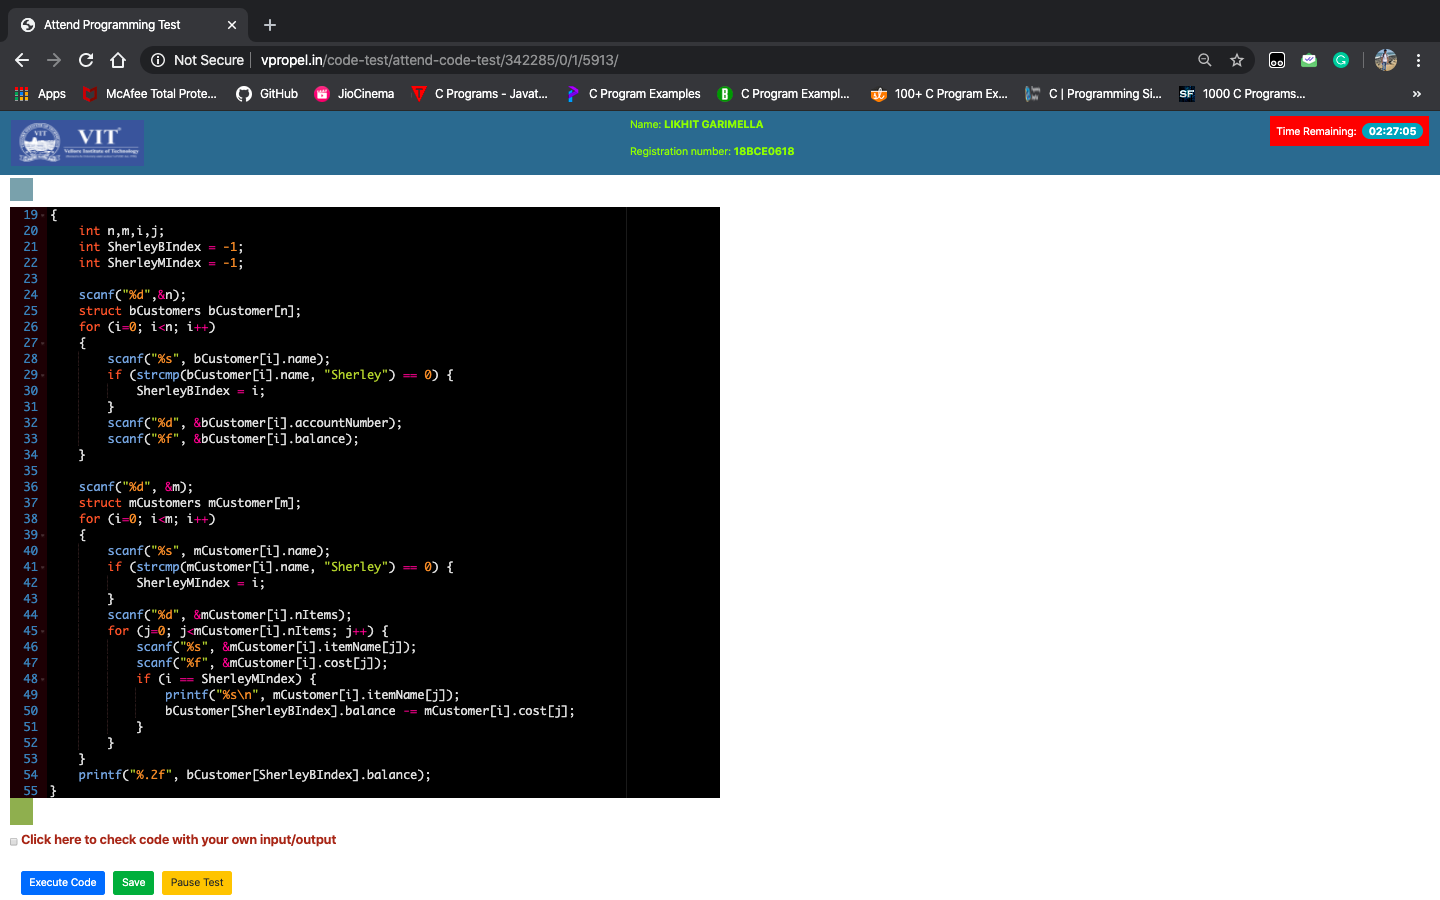 Attend Programming Test
Not Secure
vpropel.in/code-test/attend-code-test/342285/0/1/5913/
Apps
McAfee Total Prote...
GitHub
JioCinema
C Programs - Javat...
C Program Examples
C Program Exampl...
100+ C Program Ex...
C | Programming Si...
SF
1000 C Programs...
»
VIT
Vellore Institute of Technology
Name: LIKHIT GARIMELLA
Registration number: 18BCE0618
Time Remaining: 02:27:05
19 {
20     int n,m,i,j;
21     int SherleyBIndex = -1;
22     int SherleyMIndex = -1;
23
24     scanf("%d",&n);
25     struct bCustomers bCustomer[n];
26     for (i=0; i<n; i++)
27     {
28         scanf("%s", bCustomer[i].name);
29         if (strcmp(bCustomer[i].name, "Sherley") == 0) {
30             SherleyBIndex = i;
31         }
32         scanf("%d", &bCustomer[i].accountNumber);
33         scanf("%f", &bCustomer[i].balance);
34     }
35
36     scanf("%d", &m);
37     struct mCustomers mCustomer[m];
38     for (i=0; i<m; i++)
39     {
40         scanf("%s", mCustomer[i].name);
41         if (strcmp(mCustomer[i].name, "Sherley") == 0) {
42             SherleyMIndex = i;
43         }
44         scanf("%d", &mCustomer[i].nItems);
45         for (j=0; j<mCustomer[i].nItems; j++) {
46             scanf("%s", &mCustomer[i].itemName[j]);
47             scanf("%f", &mCustomer[i].cost[j]);
48             if (i == SherleyMIndex) {
49                 printf("%s\n", mCustomer[i].itemName[j]);
50                 bCustomer[SherleyBIndex].balance -= mCustomer[i].cost[j];
51             }
52         }
53     }
54     printf("%.2f", bCustomer[SherleyBIndex].balance);
55 }
Click here to check code with your own input/output
Execute Code
Save
Pause Test